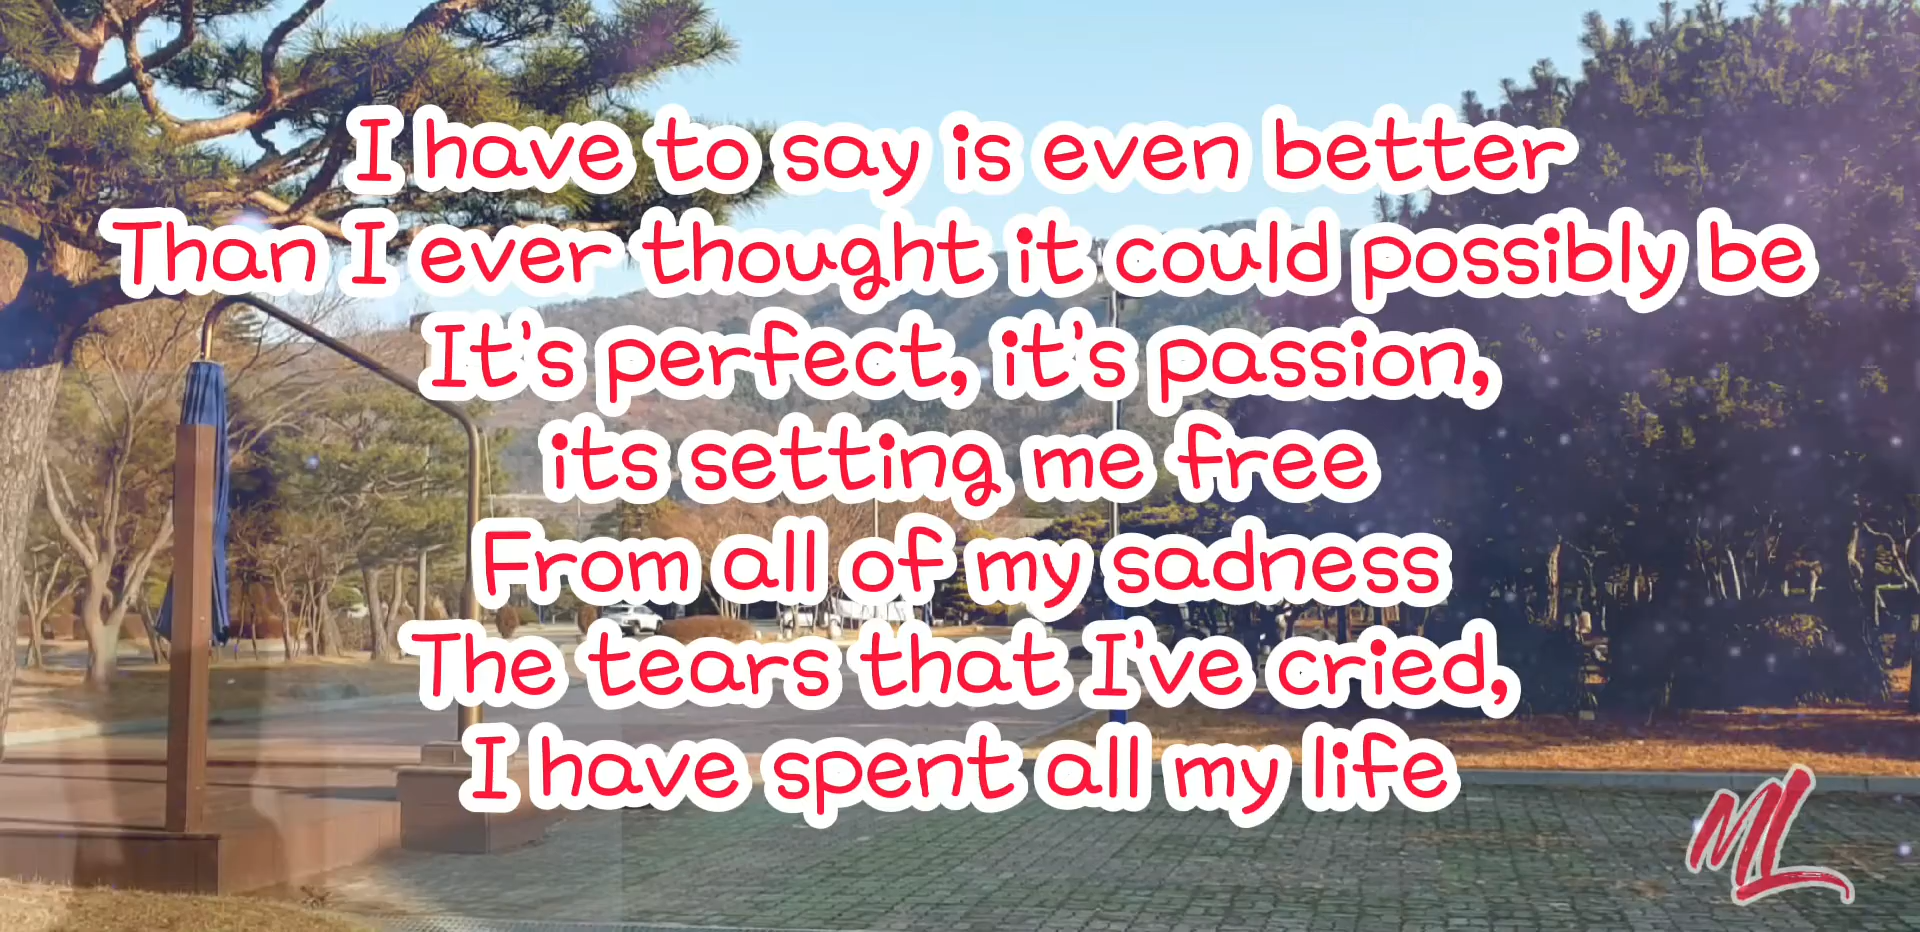 I have to say is even better
Than I ever thought it could possibly be
It's perfect, it's passion,
its setting me free
From all of my sadness
The tears that I've cried,
I have spent all my life
ML